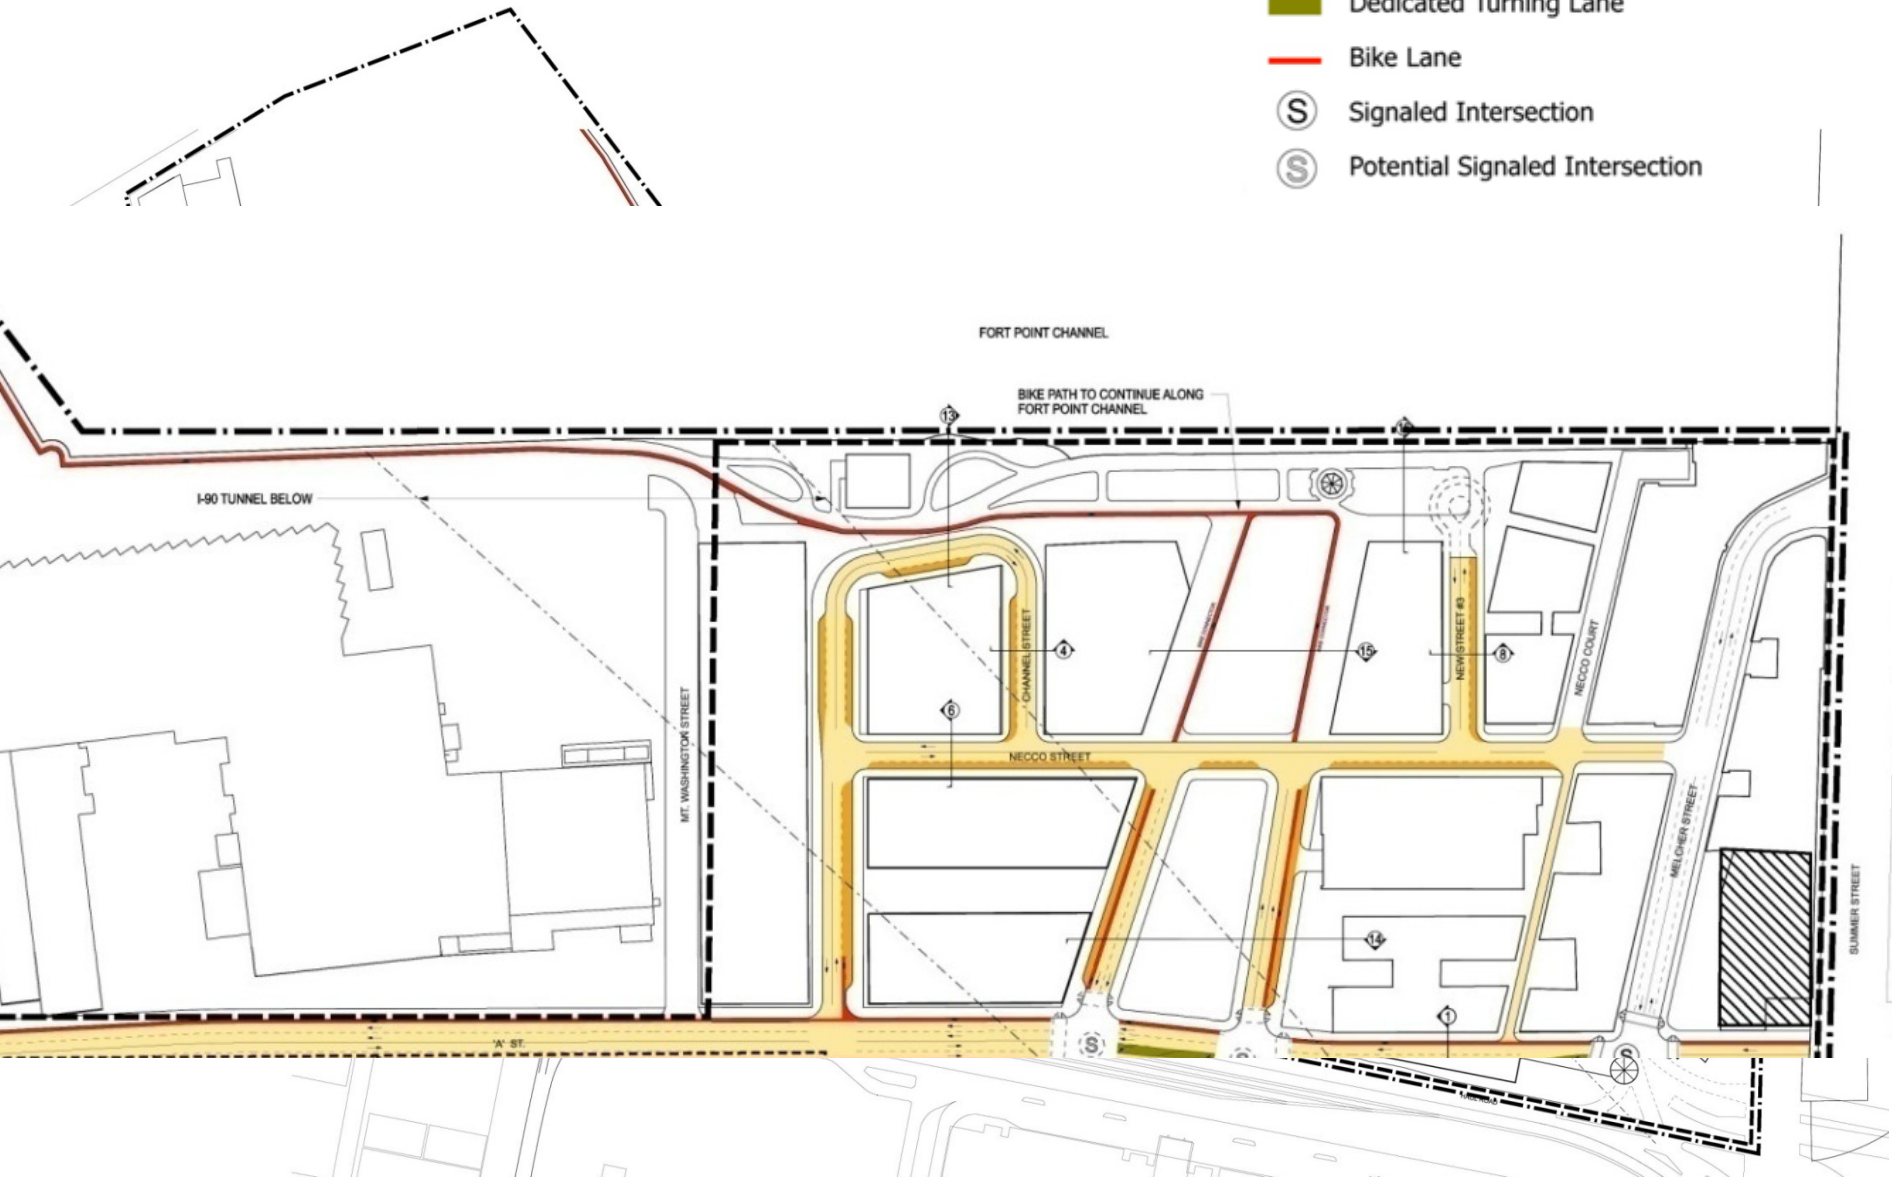 Dedicated Turning Lane
Bike Lane
S Signaled Intersection
S Potential Signaled Intersection
FORT POINT CHANNEL
BIKE PATH TO CONTINUE ALONG
FORT POINT CHANNEL
13
I-90 TUNNEL BELOW
MT. WASHINGTON STREET
CHANNEL STREET
4
6
15
NEW STREET #3
8
NECCO COURT
NECCO STREET
MELCHER STREET
SUMMER STREET
14
1
'A' ST.
S
S
S
HAUL ROAD